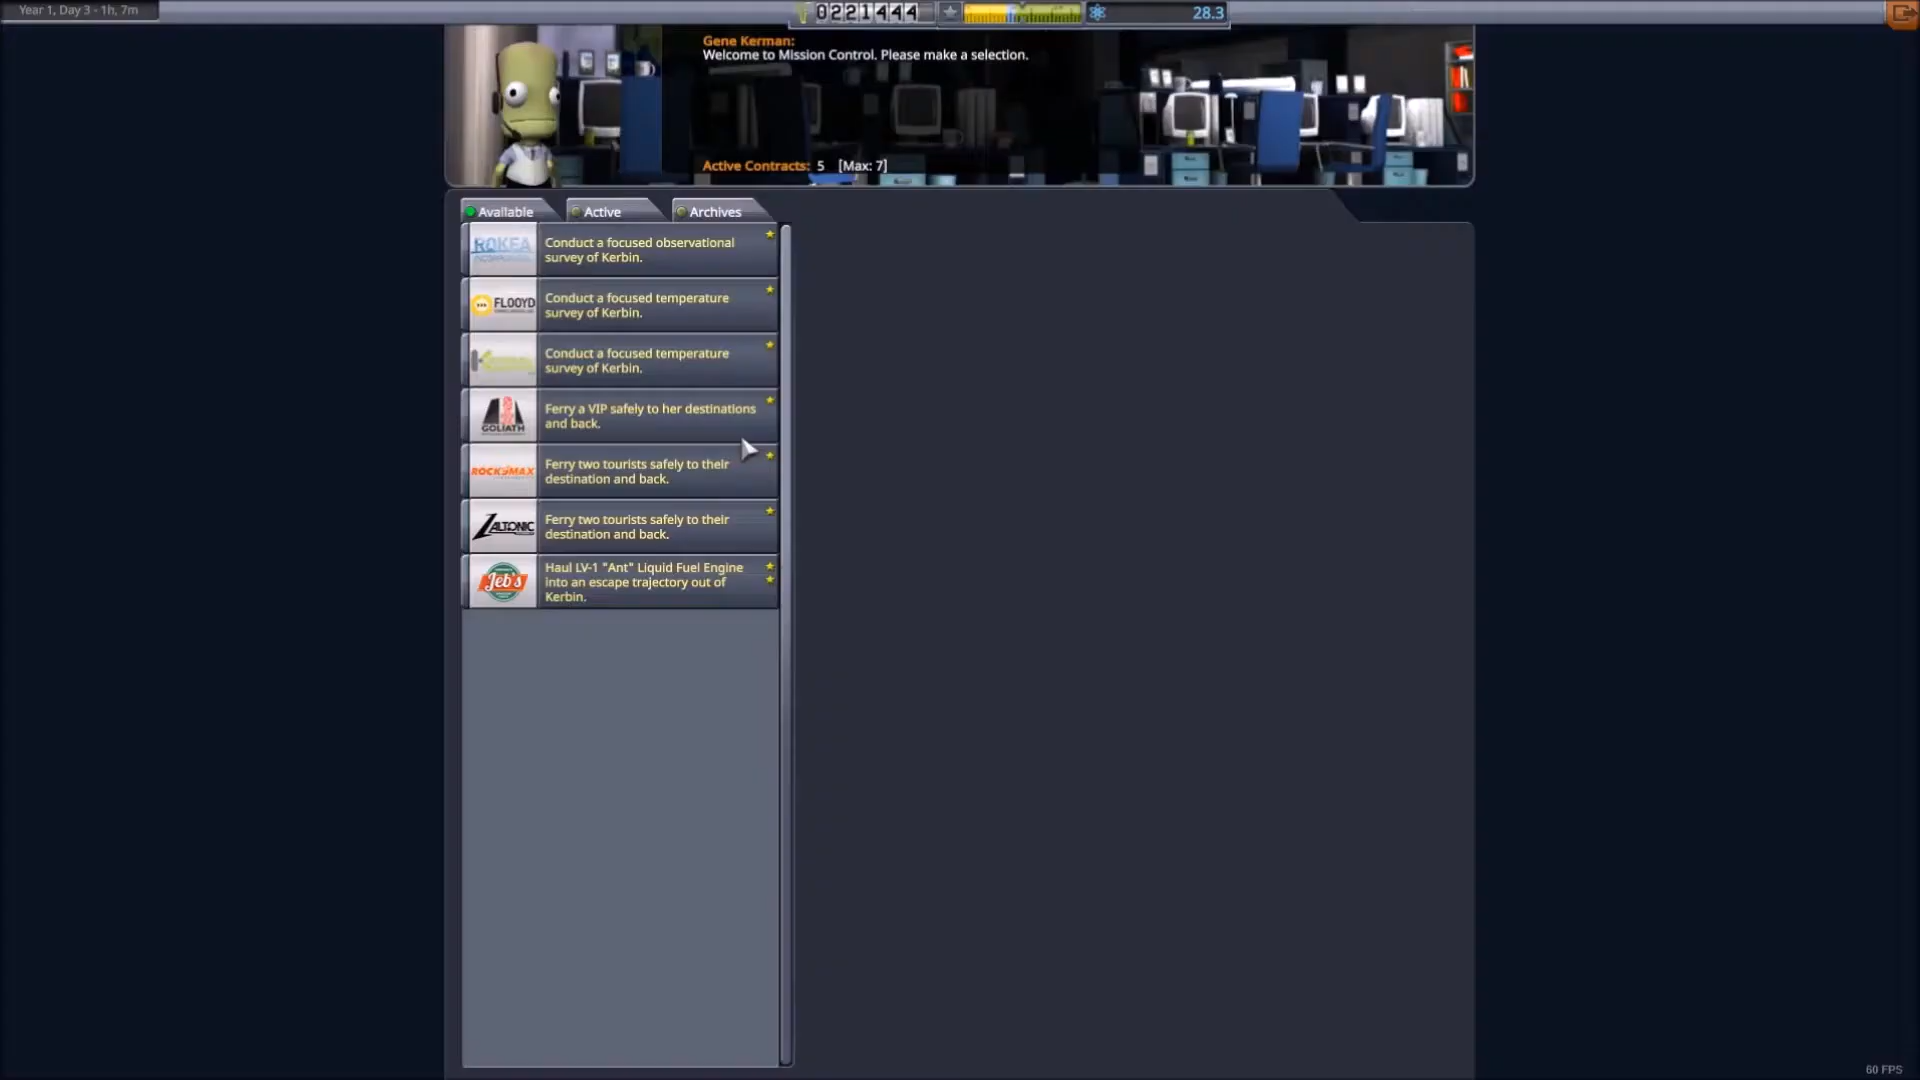 Year 1, Day 3 - 1h, 7m
0221444
28.3
Gene Kerman:
Welcome to Mission Control. Please make a selection.
Active Contracts: 5 [Max: 7]
Available
Active
Archives
ROKEA
Conduct a focused observational
survey of Kerbin.
FLOOYD
Conduct a focused temperature
survey of Kerbin.
Conduct a focused temperature
survey of Kerbin.
GOLIATH
Ferry a VIP safely to her destinations
and back.
ROCKOMAX
Ferry two tourists safely to their
destination and back.
ZALTONIC
Ferry two tourists safely to their
destination and back.
Jeb's
Haul LV-1 "Ant" Liquid Fuel Engine
into an escape trajectory out of
Kerbin.
60 FPS